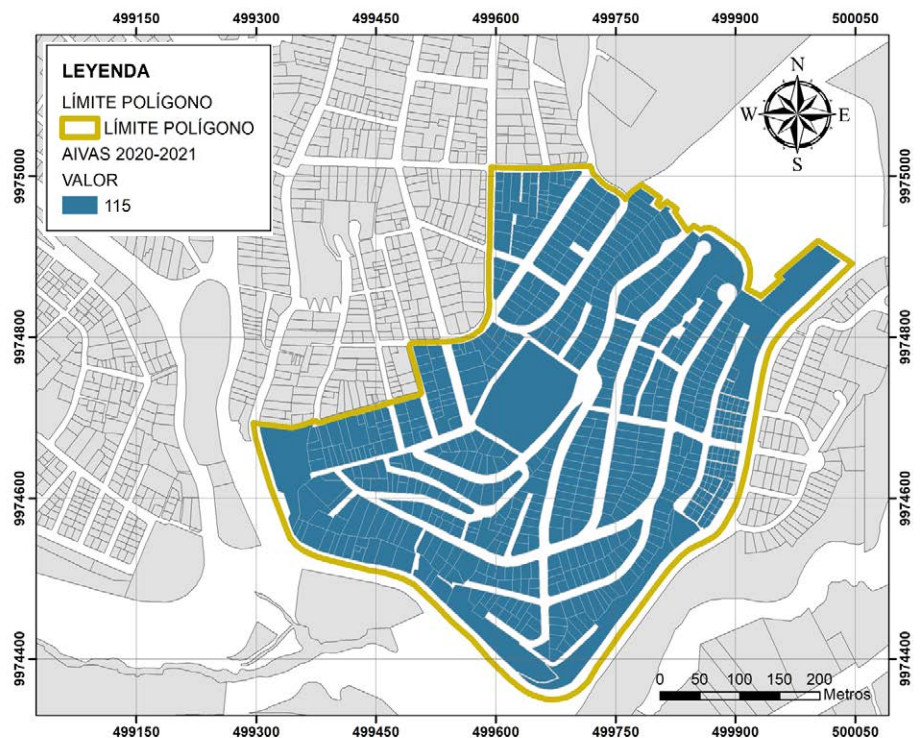 499150 499300 499450 499600 499750 499900 500050
LEYENDA
LÍMITE POLÍGONO
LÍMITE POLÍGONO
AIVAS 2020-2021
VALOR
115
N
W E
S
9975000 9975000
9974800 9974800
9974600 9974600
9974400 9974400
0 50 100 150 200
Metros
499150 499300 499450 499600 499750 499900 500050